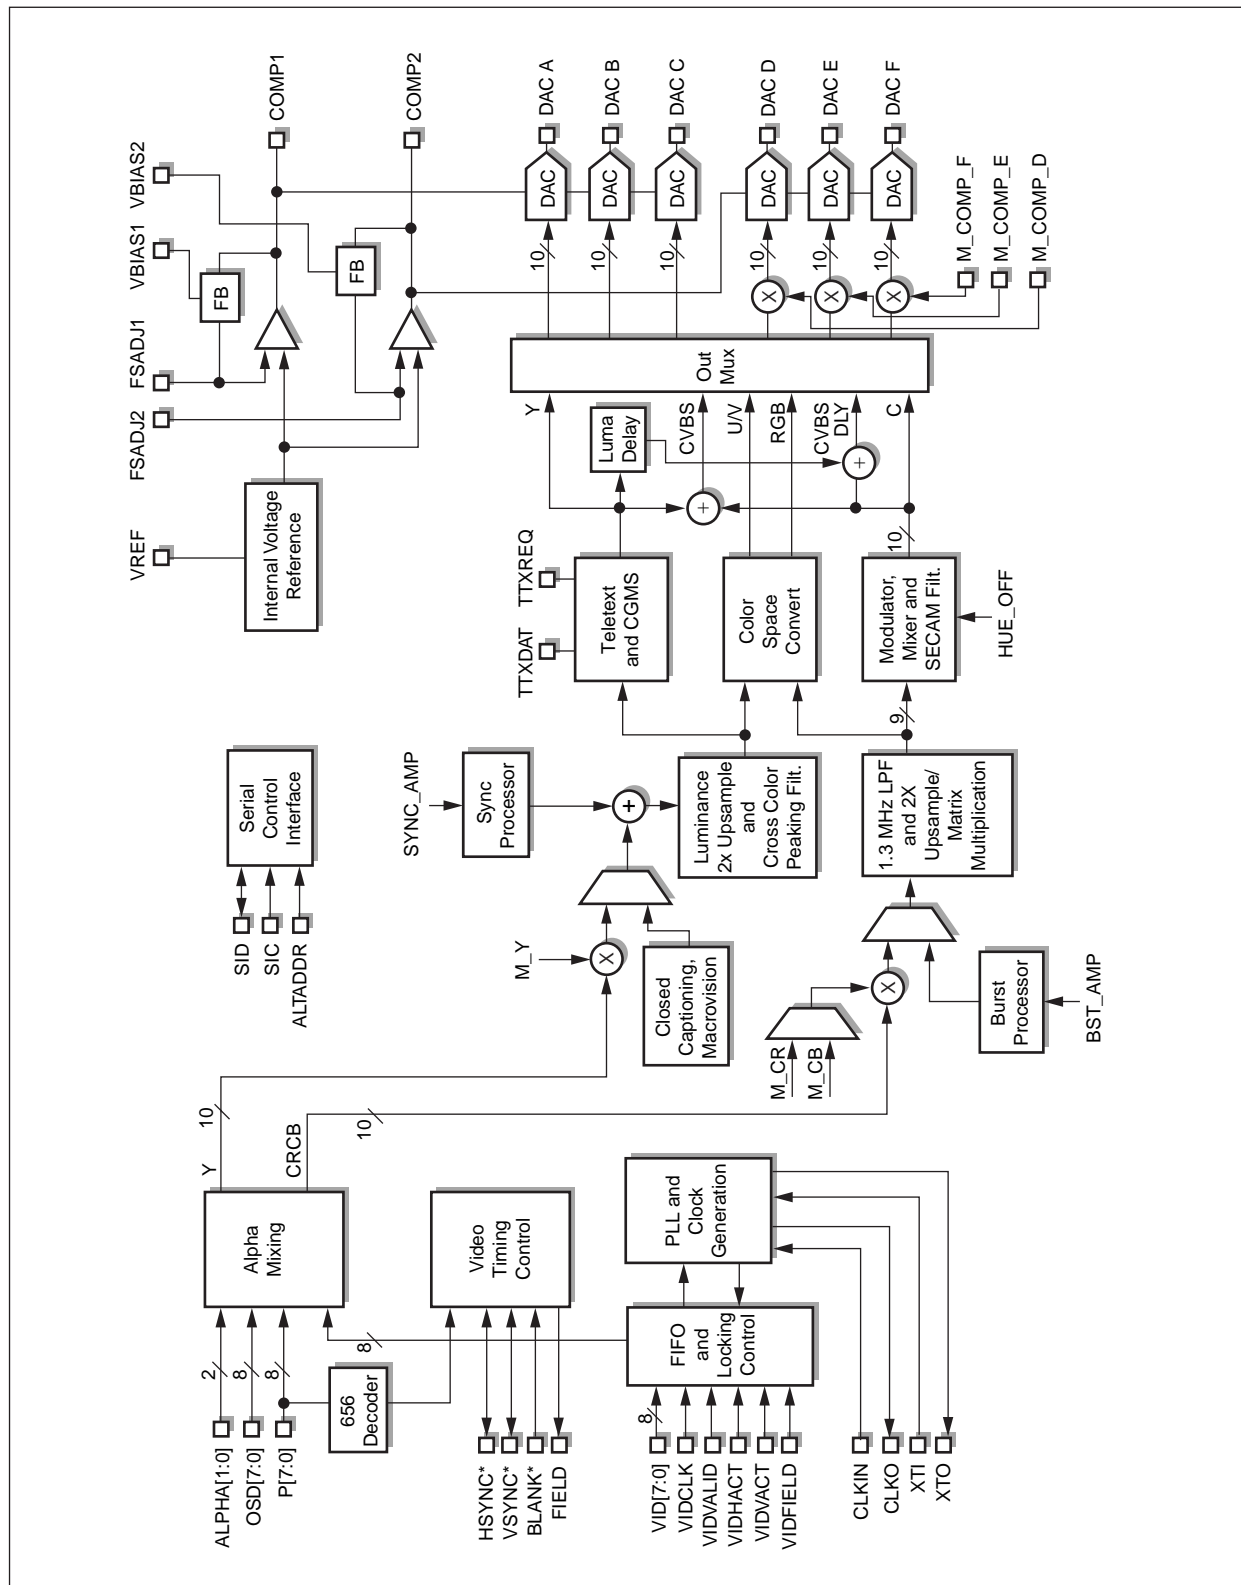 ALPHA[1:0]
OSD[7:0]
P[7:0]
2
8
8
656
Decoder
Alpha
Mixing
Y
10
CRCB
10
HSYNC*
VSYNC*
BLANK*
FIELD
Video
Timing
Control
8
VID[7:0]
VIDCLK
VIDVALID
VIDHACT
VIDVACT
VIDFIELD
8
FIFO
and
Locking
Control
PLL and
Clock
Generation
CLKIN
CLKO
XTI
XTO
SID
SIC
ALTADDR
Serial
Control
Interface
M_Y
X
Closed
Captioning,
Macrovision
SYNC_AMP
Sync
Processor
+
Luminance
2x Upsample
and
Cross Color
Peaking Filt.
M_CR
M_CB
X
Burst
Processor
BST_AMP
1.3 MHz LPF
and 2X
Upsample/
Matrix
Multiplication
9
TTXDAT
TTXREQ
Teletext
and CGMS
Color
Space
Convert
Modulator,
Mixer and
SECAM Filt.
HUE_OFF
10
Luma
Delay
+
+
Y
CVBS
U/V
RGB
CVBS
DLY
C
Out
Mux
VREF
Internal Voltage
Reference
FSADJ2
FSADJ1
VBIAS1
VBIAS2
FB
FB
COMP1
COMP2
X
X
X
10
10
10
10
10
10
M_COMP_F
M_COMP_E
M_COMP_D
DAC
DAC
DAC
DAC
DAC
DAC
DAC A
DAC B
DAC C
DAC D
DAC E
DAC F